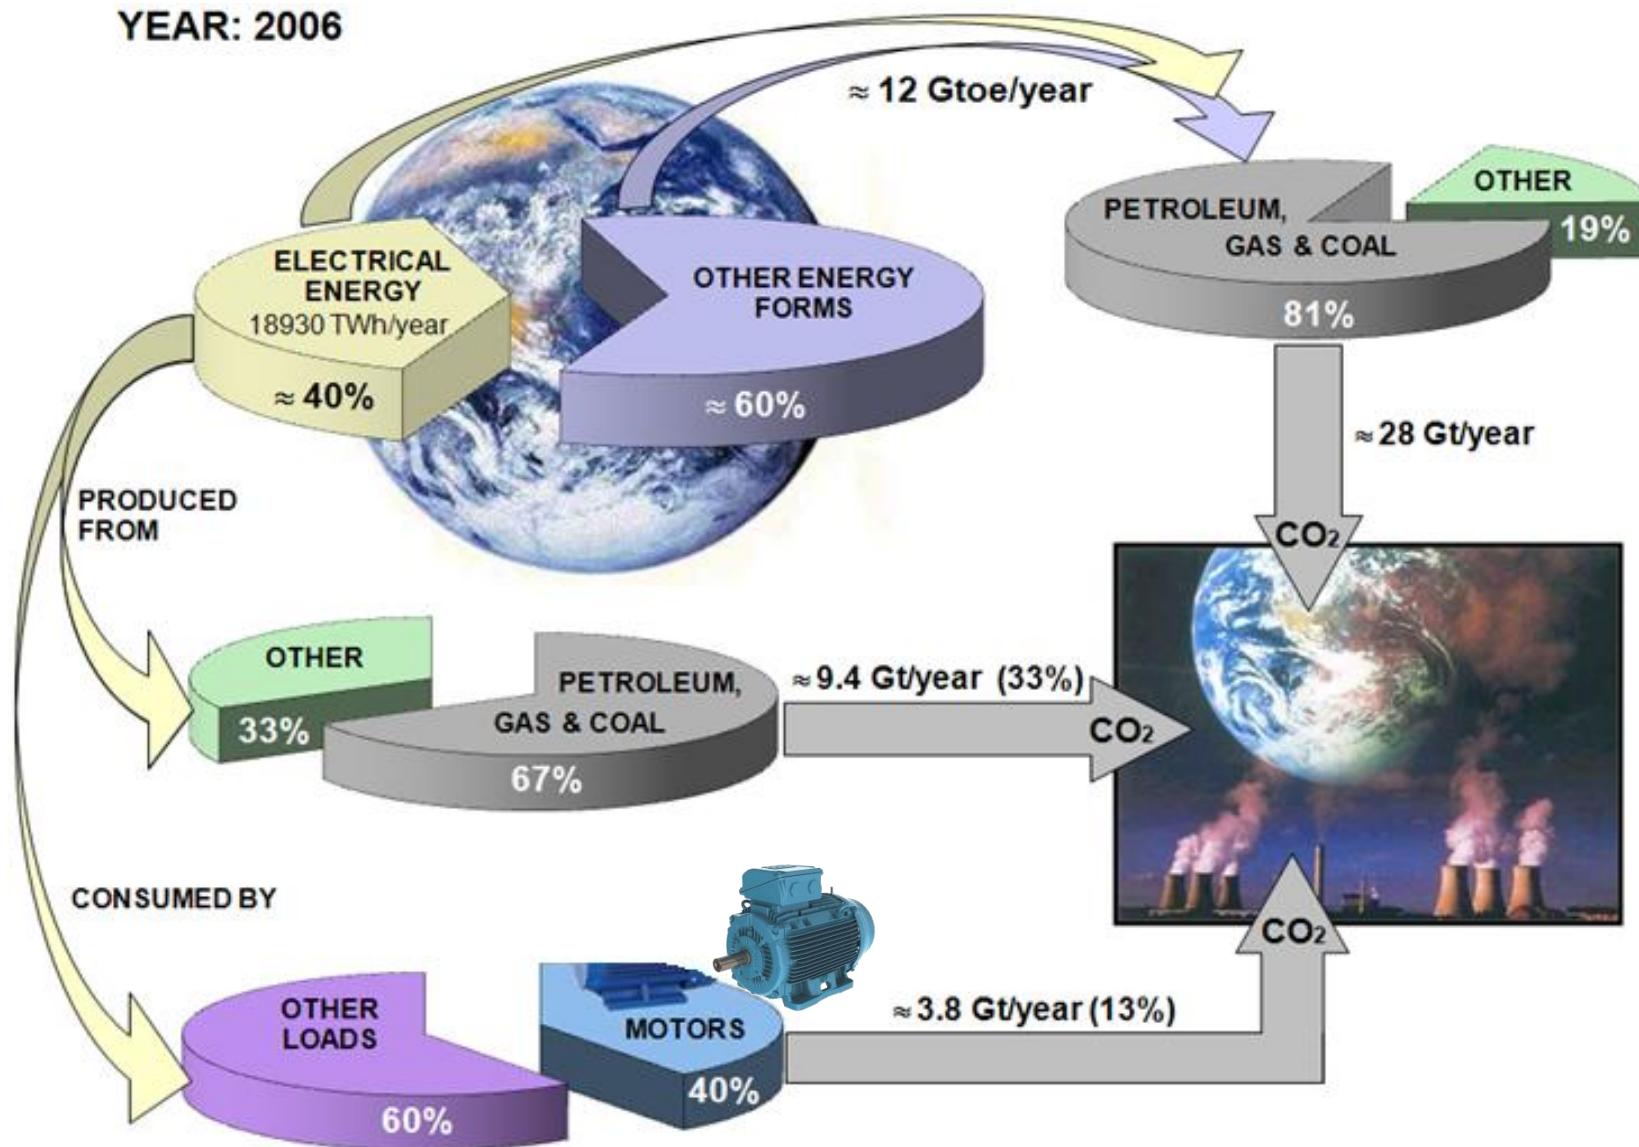 YEAR: 2006
≈ 12 Gtoe/year
OTHER
19%
PETROLEUM,
GAS & COAL
81%
ELECTRICAL
ENERGY
18930 TWh/year
≈ 40%
OTHER ENERGY
FORMS
≈ 60%
≈ 28 Gt/year
CO₂
PRODUCED
FROM
OTHER
33%
PETROLEUM,
GAS & COAL
67%
≈ 9.4 Gt/year (33%)
CO₂
CONSUMED BY
OTHER
LOADS
60%
MOTORS
40%
≈ 3.8 Gt/year (13%)
CO₂